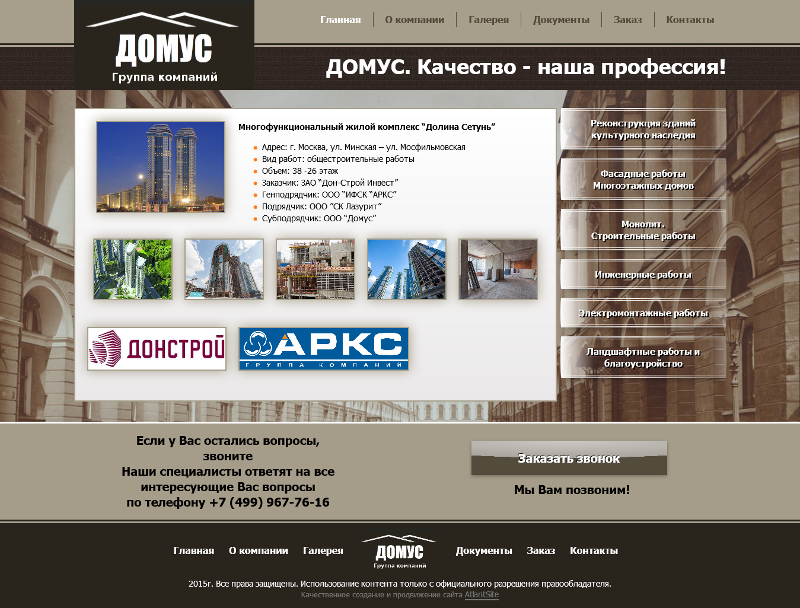 ДОМУС
Группа компаний
Главная
О компании
Галерея
Документы
Заказ
Контакты
ДОМУС. Качество - наша профессия!
Многофункциональный жилой комплекс “Долина Сетунь”
Адрес: г. Москва, ул. Минская – ул. Мосфильмовская
Вид работ: общестроительные работы
Объем: 38 -26 этаж
Заказчик: ЗАО “Дон-Строй Инвест”
Генподрядчик: ООО “ИФСК “АРКС”
Подрядчик: ООО “СК Лазурит”
Субподрядчик: ООО “Домус”
ДОНСТРОЙ
АРКС
ГРУППА КОМПАНИЙ
Реконструкция зданий
культурного наследия
Фасадные работы
Многоэтажных домов
Монолит.
Строительные работы
Инженерные работы
Электромонтажные работы
Ландшафтные работы и
благоустройство
Если у Вас остались вопросы,
звоните
Наши специалисты ответят на все
интересующие Вас вопросы
по телефону +7 (499) 967-76-16
Заказать звонок
Мы Вам позвоним!
Главная
О компании
Галерея
ДОМУС
Группа компаний
Документы
Заказ
Контакты
2015г. Все права защищены. Использование контента только с официального разрешения правообладателя.
Качественное создание и продвижение сайта AtlantSite